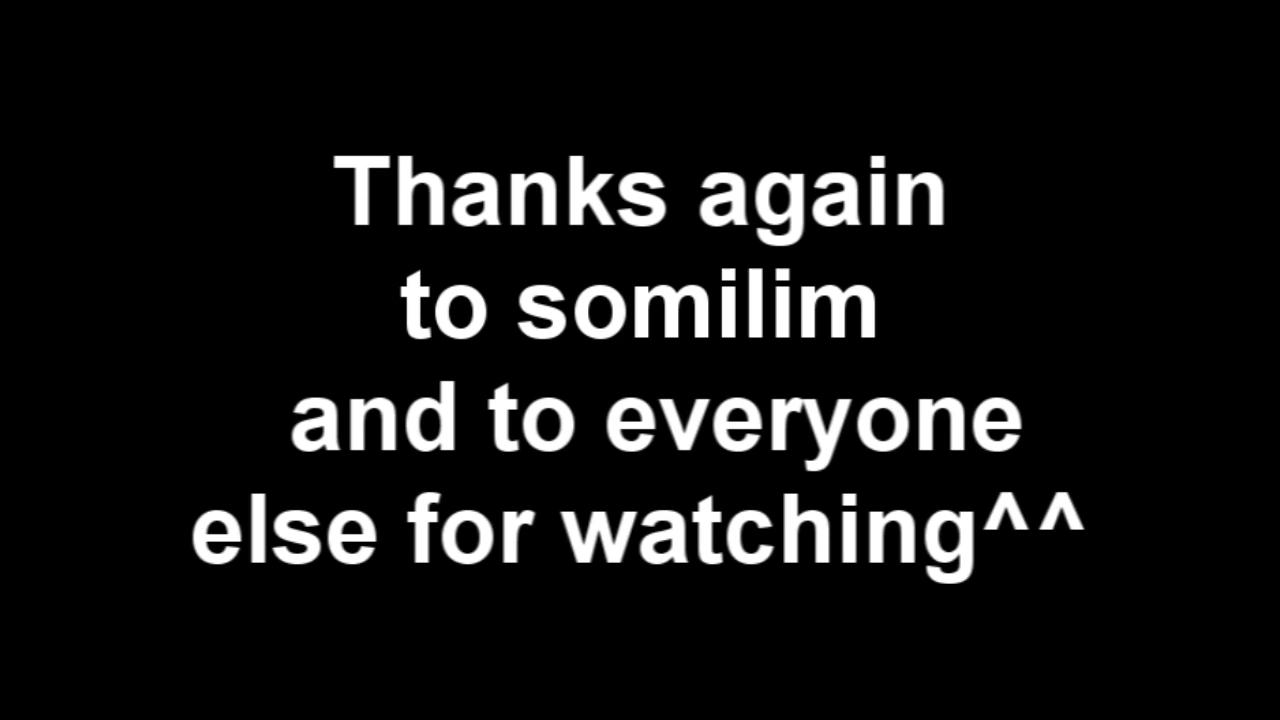 Thanks again
to somilim
and to everyone
else for watching^^